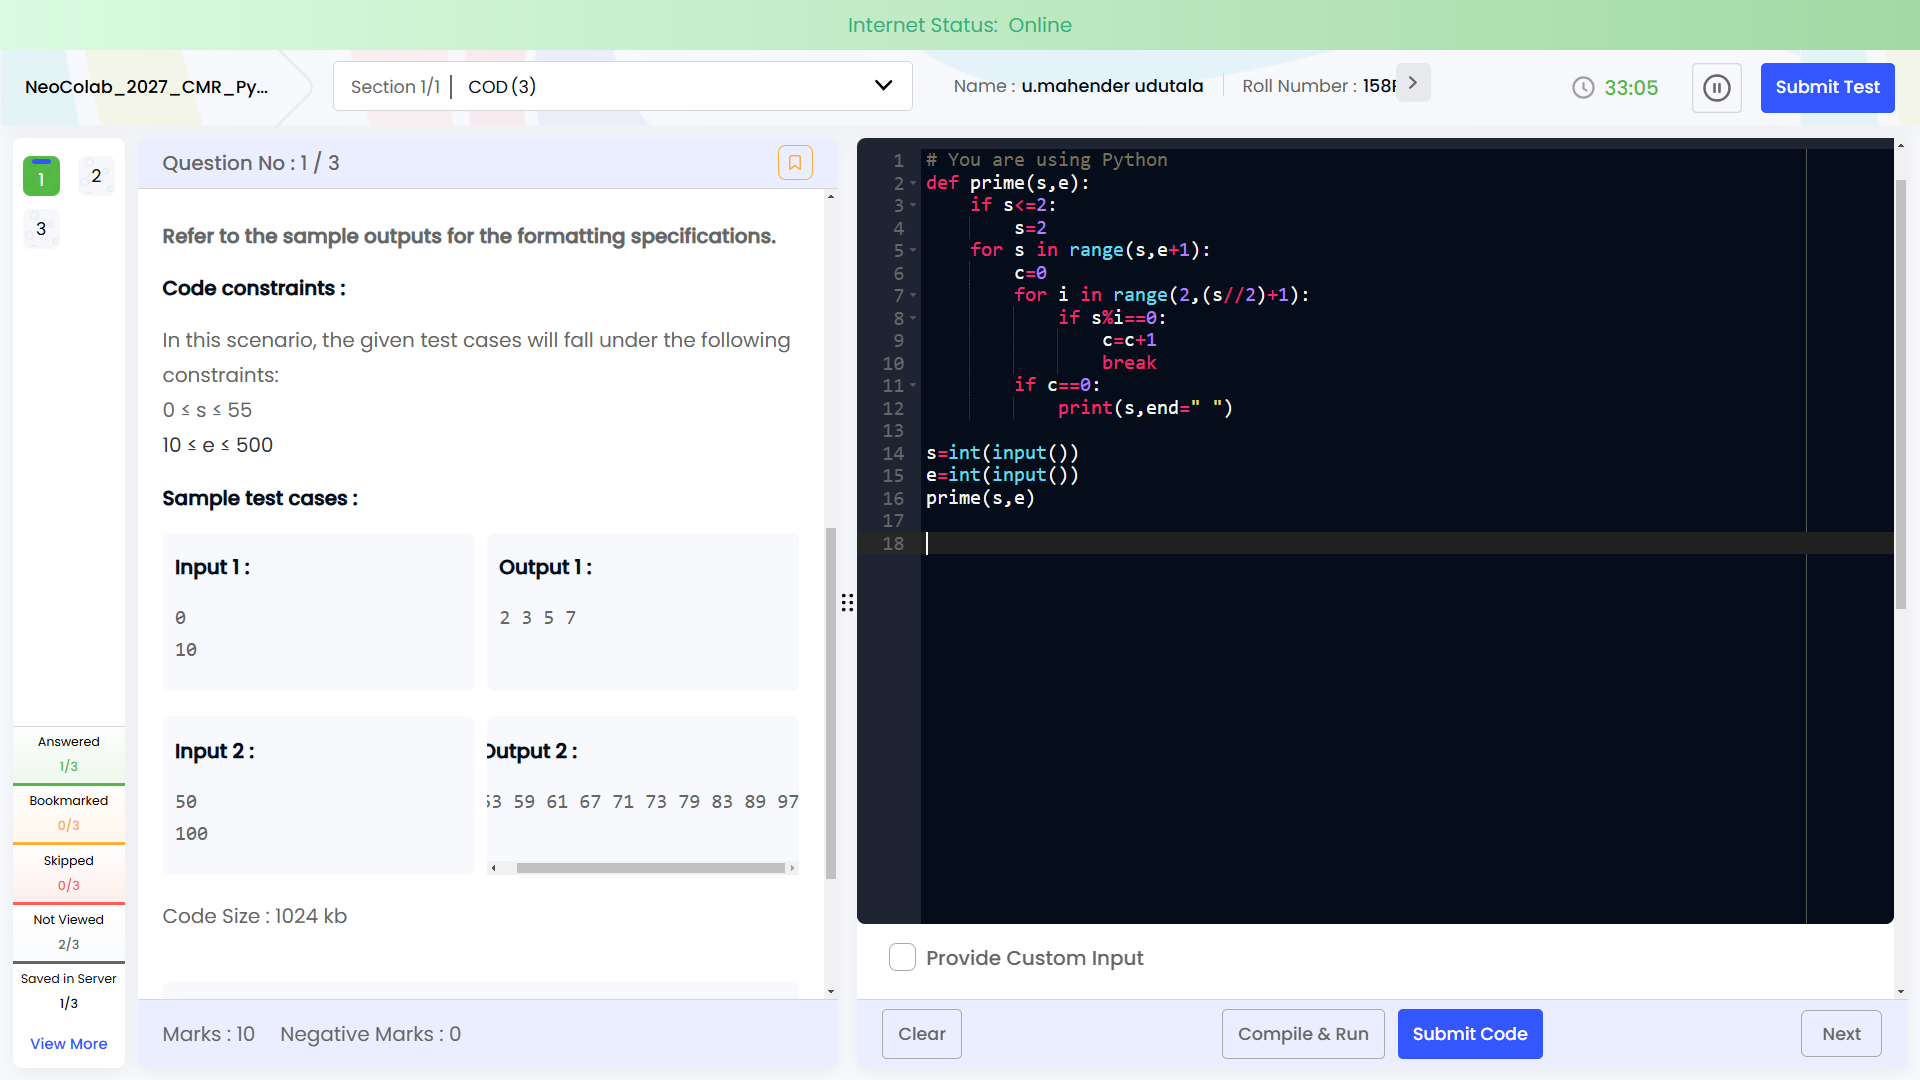 Internet Status: Online
NeoColab_2027_CMR_Py...
Section 1/1 | COD (3)
Name : u.mahender udutala
Roll Number : 158
33:05
Submit Test
1
2
3
Question No : 1 / 3
Refer to the sample outputs for the formatting specifications.
Code constraints :
In this scenario, the given test cases will fall under the following
constraints:
0 ≤ s ≤ 55
10 ≤ e ≤ 500
Sample test cases :
Input 1 :
0
10
Output 1 :
2 3 5 7
Input 2 :
50
100
Output 2 :
53 59 61 67 71 73 79 83 89 97
Code Size : 1024 kb
Marks : 10
Negative Marks : 0
Answered
1/3
Bookmarked
0/3
Skipped
0/3
Not Viewed
2/3
Saved in Server
1/3
View More
1 # You are using Python
2 def prime(s,e):
3     if s<=2:
4         s=2
5     for s in range(s,e+1):
6         c=0
7         for i in range(2,(s//2)+1):
8             if s%i==0:
9                 c=c+1
10                 break
11         if c==0:
12             print(s,end=" ")
13
14 s=int(input())
15 e=int(input())
16 prime(s,e)
17
18
Provide Custom Input
Clear
Compile & Run
Submit Code
Next